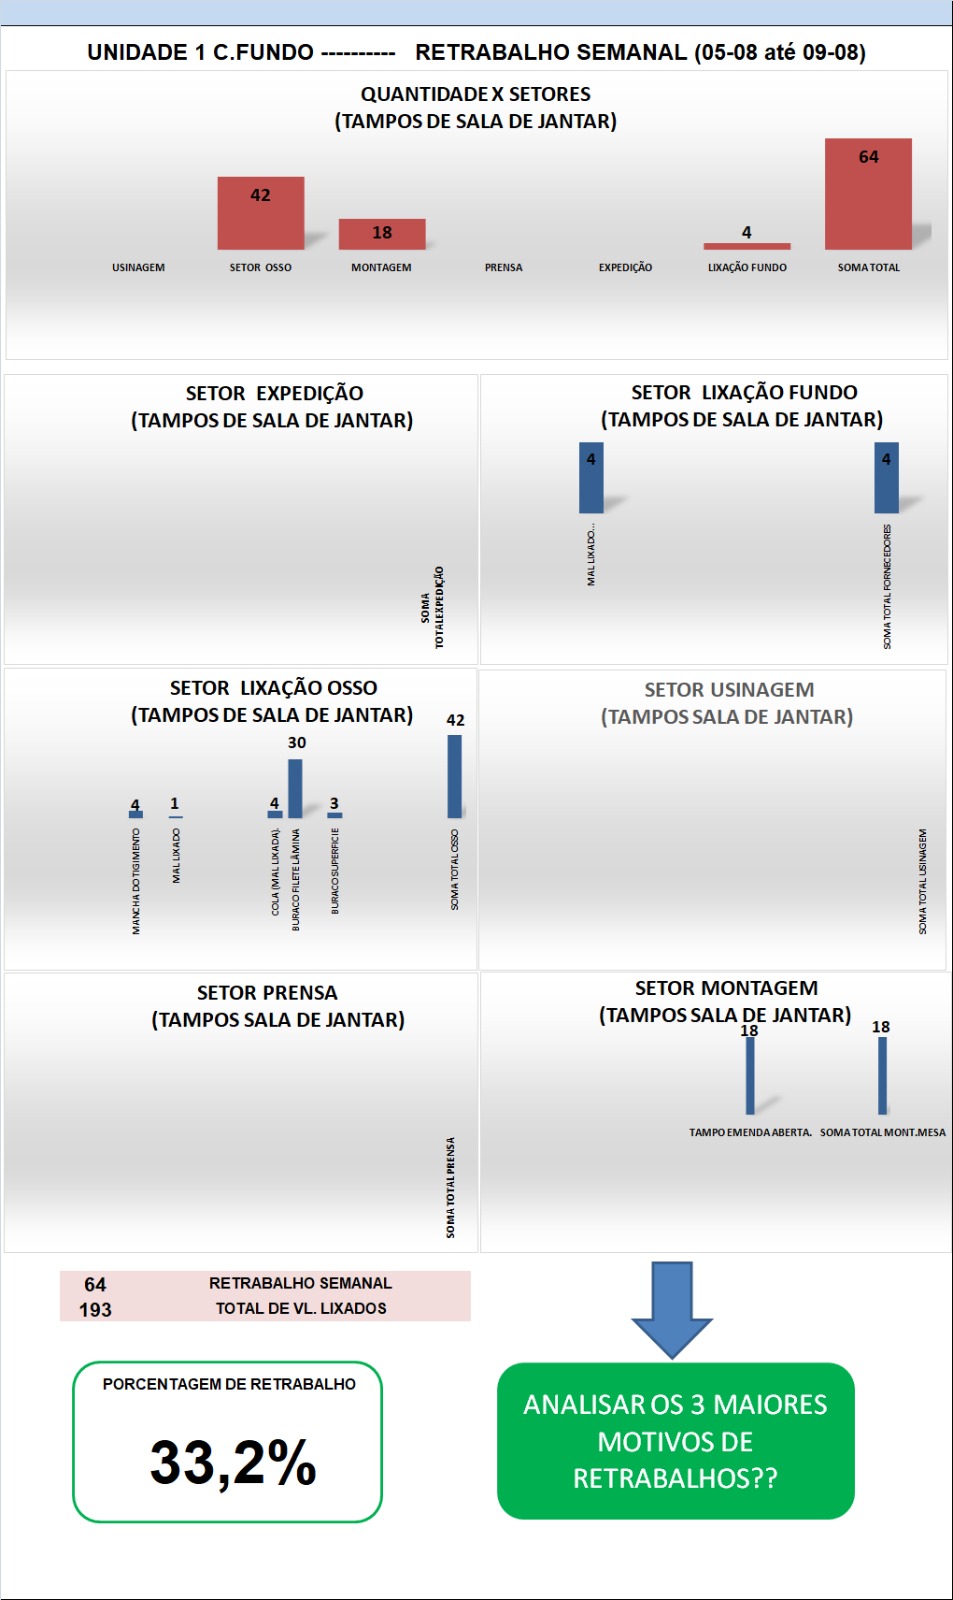 UNIDADE 1 C.FUNDO ---------- RETRABALHO SEMANAL (05-08 até 09-08)
QUANTIDADE X SETORES
(TAMPOS DE SALA DE JANTAR)
64
42
18
4
USINAGEM
SETOR OSSO
MONTAGEM
PRENSA
EXPEDIÇÃO
LIXAÇÃO FUNDO
SOMA TOTAL
SETOR EXPEDIÇÃO
(TAMPOS DE SALA DE JANTAR)
SOMA
TOTALEXPEDIÇÃO
SETOR LIXAÇÃO FUNDO
(TAMPOS DE SALA DE JANTAR)
4
4
MAL LIXADO...
SOMA TOTAL FORNECEDORES
SETOR LIXAÇÃO OSSO
(TAMPOS DE SALA DE JANTAR)
4
1
4
30
3
42
MANCHA DO TIGIMENTO
MAL LIXADO
COLA (MAL LIXADA).
BURACO FILETE LÂMINA
BURACO SUPERFICIE
SOMA TOTAL OSSO
SETOR USINAGEM
(TAMPOS SALA DE JANTAR)
SOMA TOTAL USINAGEM
SETOR PRENSA
(TAMPOS SALA DE JANTAR)
SOMA TOTAL PRENSA
SETOR MONTAGEM
(TAMPOS SALA DE JANTAR)
18
18
TAMPO EMENDA ABERTA.
SOMA TOTAL MONT.MESA
64 RETRABALHO SEMANAL
193 TOTAL DE VL. LIXADOS
PORCENTAGEM DE RETRABALHO
33,2%
ANALISAR OS 3 MAIORES
MOTIVOS DE
RETRABALHOS??